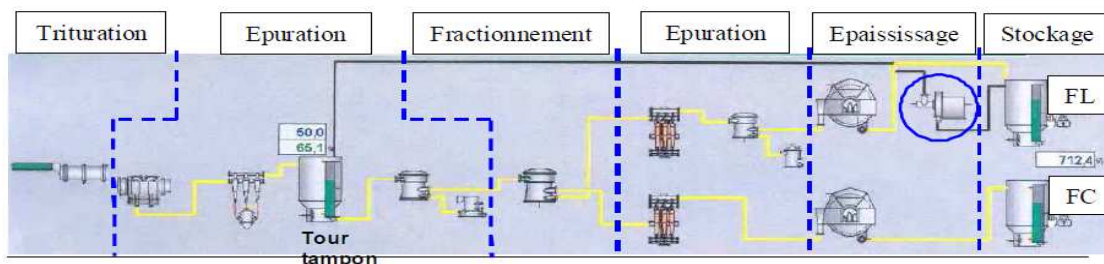 Trituration
Epuration
Fractionnement
Epuration
Epaississage
Stockage
FL
50,0
65,1
712,4
FC
Tour
tampon